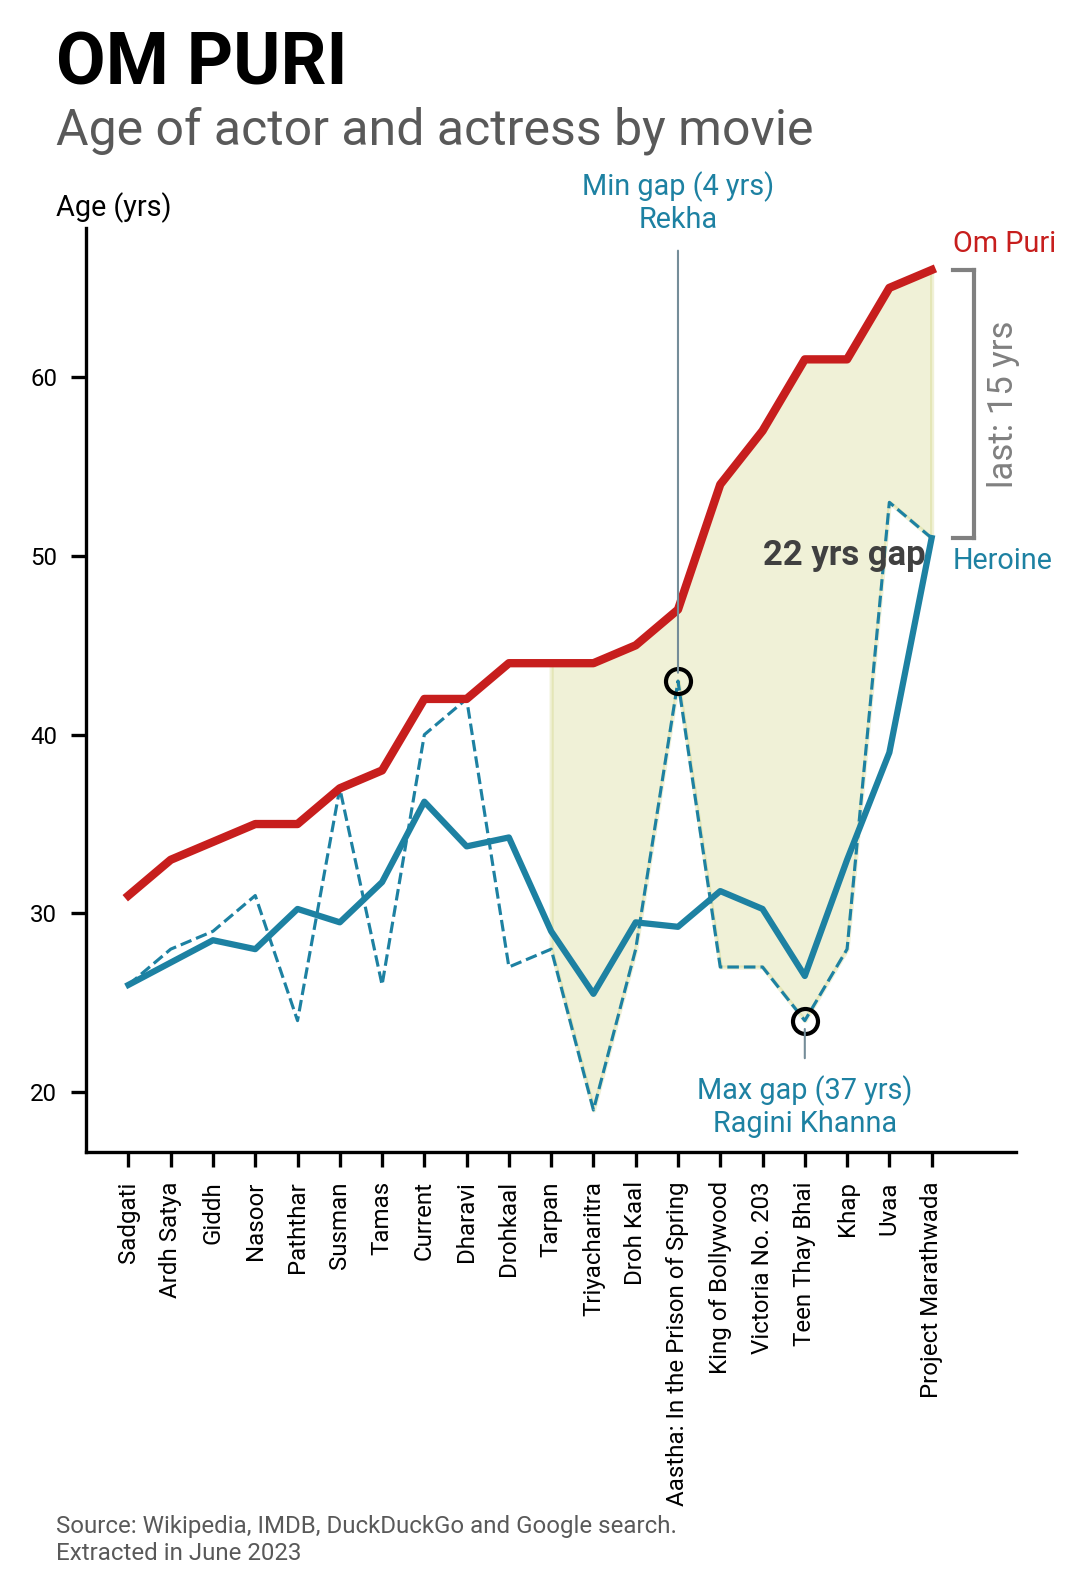 OM PURI
Age of actor and actress by movie
Min gap (4 yrs)
Rekha
Age (yrs)
Om Puri
last: 15 yrs
60
22 yrs gap
50
Heroine
40
30
20
Max gap (37 yrs)
Ragini Khanna
Sadgati
Ardh Satya
Giddh
Nasoor
Paththar
Susman
Tamas
Current
Dharavi
Drohkaal
Tarpan
Triyacharitra
Droh Kaal
Aastha: In the Prison of Spring
King of Bollywood
Victoria No. 203
Teen Thay Bhai
Khap
Uvaa
Project Marathwada
Source: Wikipedia, IMDB, DuckDuckGo and Google search.
Extracted in June 2023